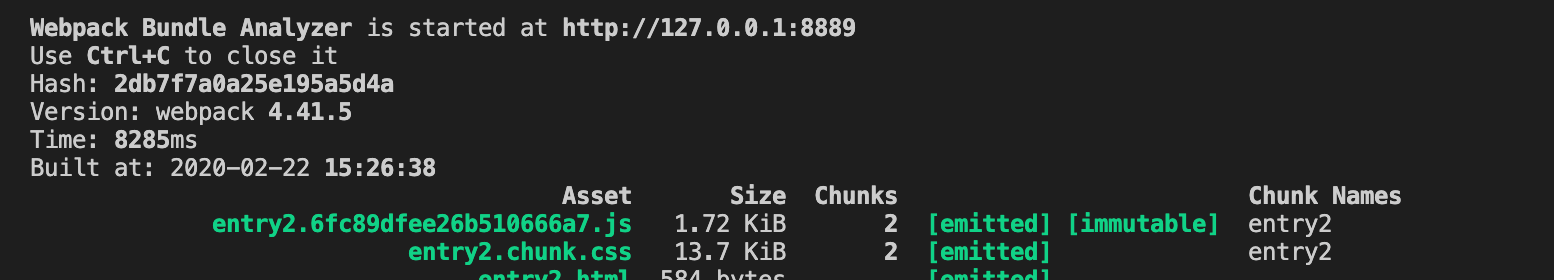 Webpack Bundle Analyzer is started at http://127.0.0.1:8889
Use Ctrl+C to close it
Hash: 2db7f7a0a25e195a5d4a
Version: webpack 4.41.5
Time: 8285ms
Built at: 2020-02-22 15:26:38
Asset Size Chunks Chunk Names
entry2.6fc89dfee26b510666a7.js 1.72 KiB 2 [emitted] [immutable] entry2
entry2.chunk.css 13.7 KiB 2 [emitted] entry2
entry2.html 584 bytes [emitted]